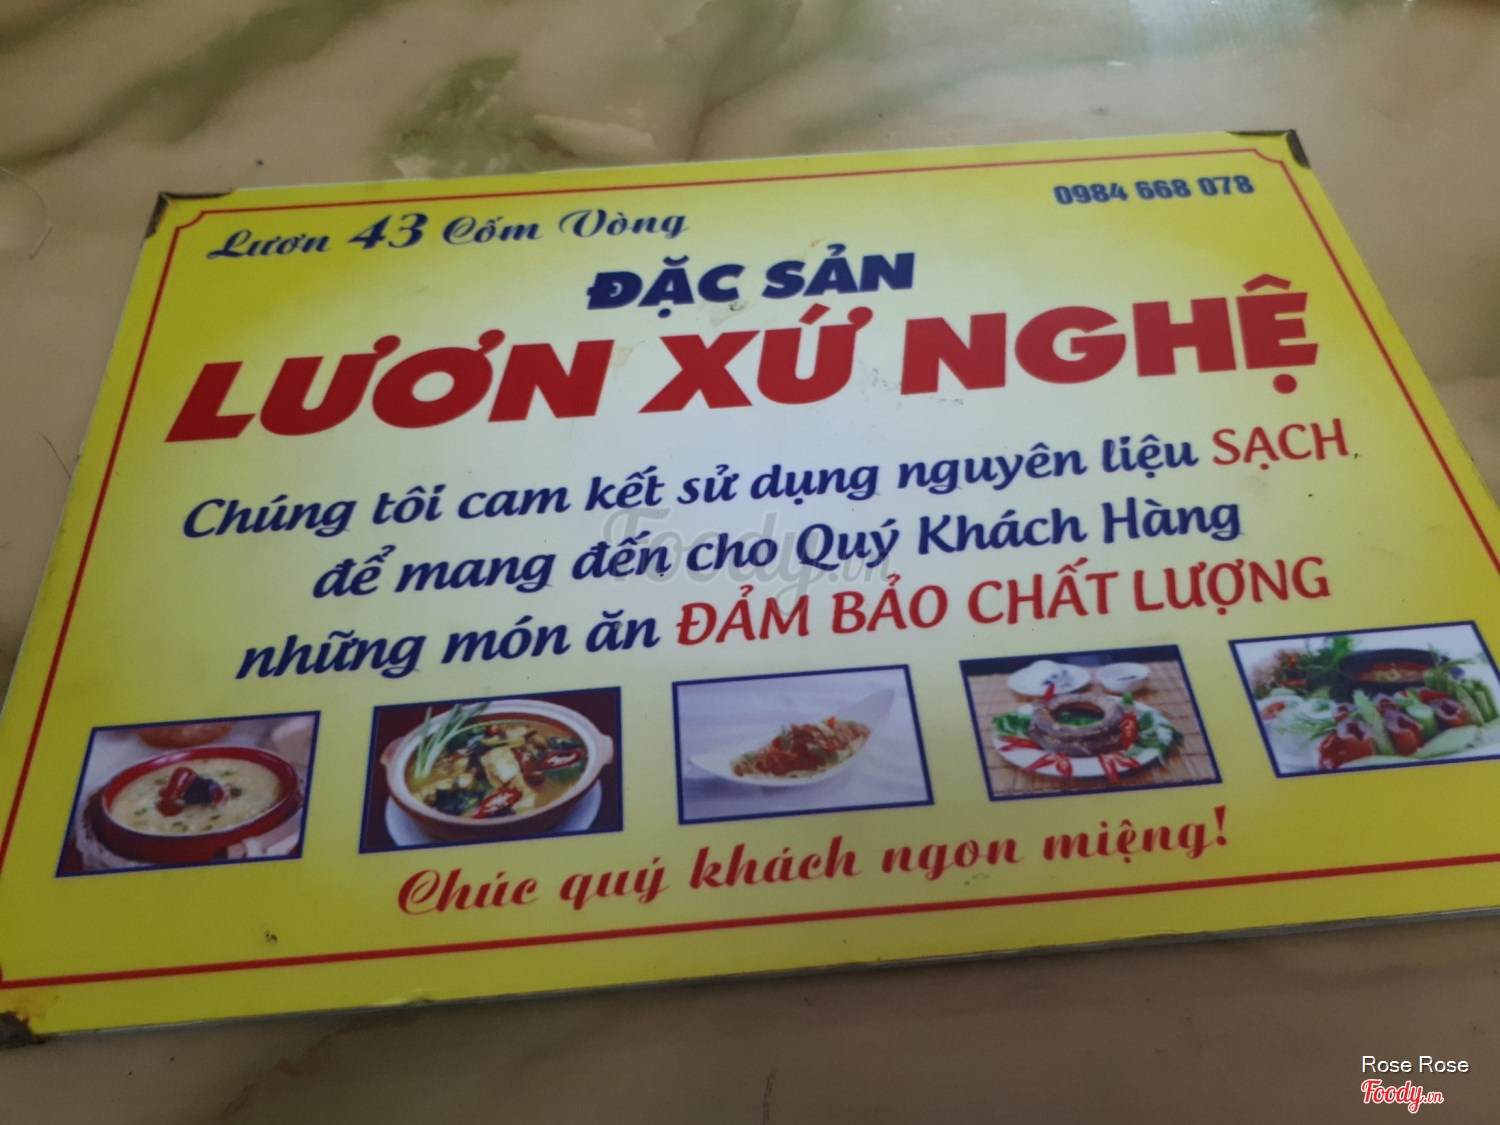 Lươn 43 Cốm Vòng
0984 668 078
ĐẶC SẢN
LƯƠN XỨ NGHỆ
Chúng tôi cam kết sử dụng nguyên liệu SẠCH
để mang đến cho Quý Khách Hàng
những món ăn ĐẢM BẢO CHẤT LƯỢNG
Chúc quý khách ngon miệng!
Foody.vn
Rose Rose
Foody.vn